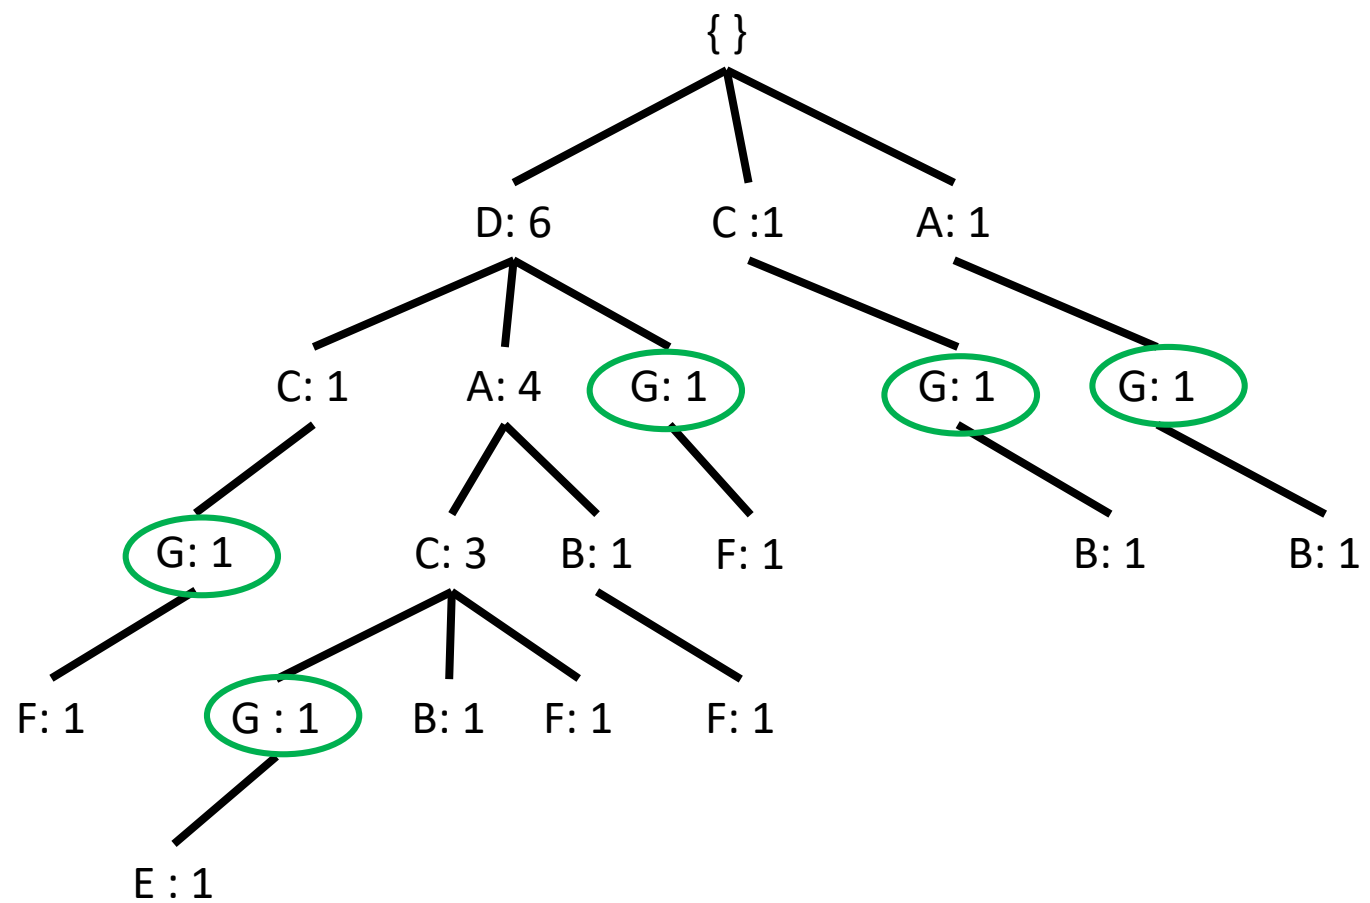 { }
D: 6 C :1 A: 1
C: 1 A: 4 G: 1 G: 1 G: 1
G: 1 C: 3 B: 1 F: 1 B: 1 B: 1
F: 1 G : 1 B: 1 F: 1 F: 1
E : 1